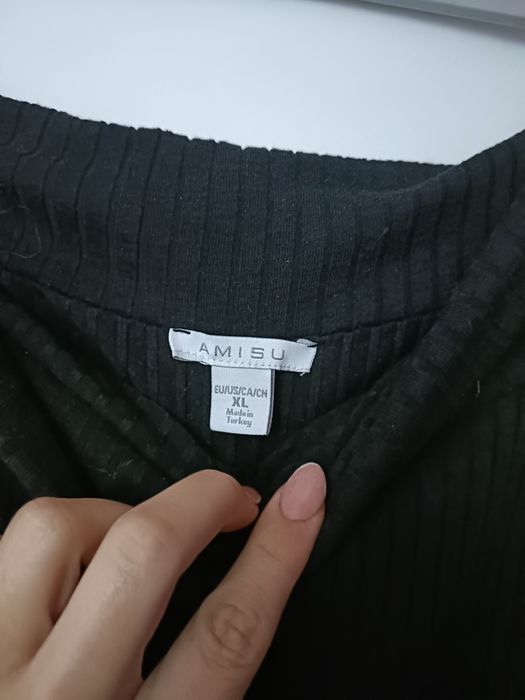 AMISU
EU/US/CA/CN
XL
Made in
Turkey